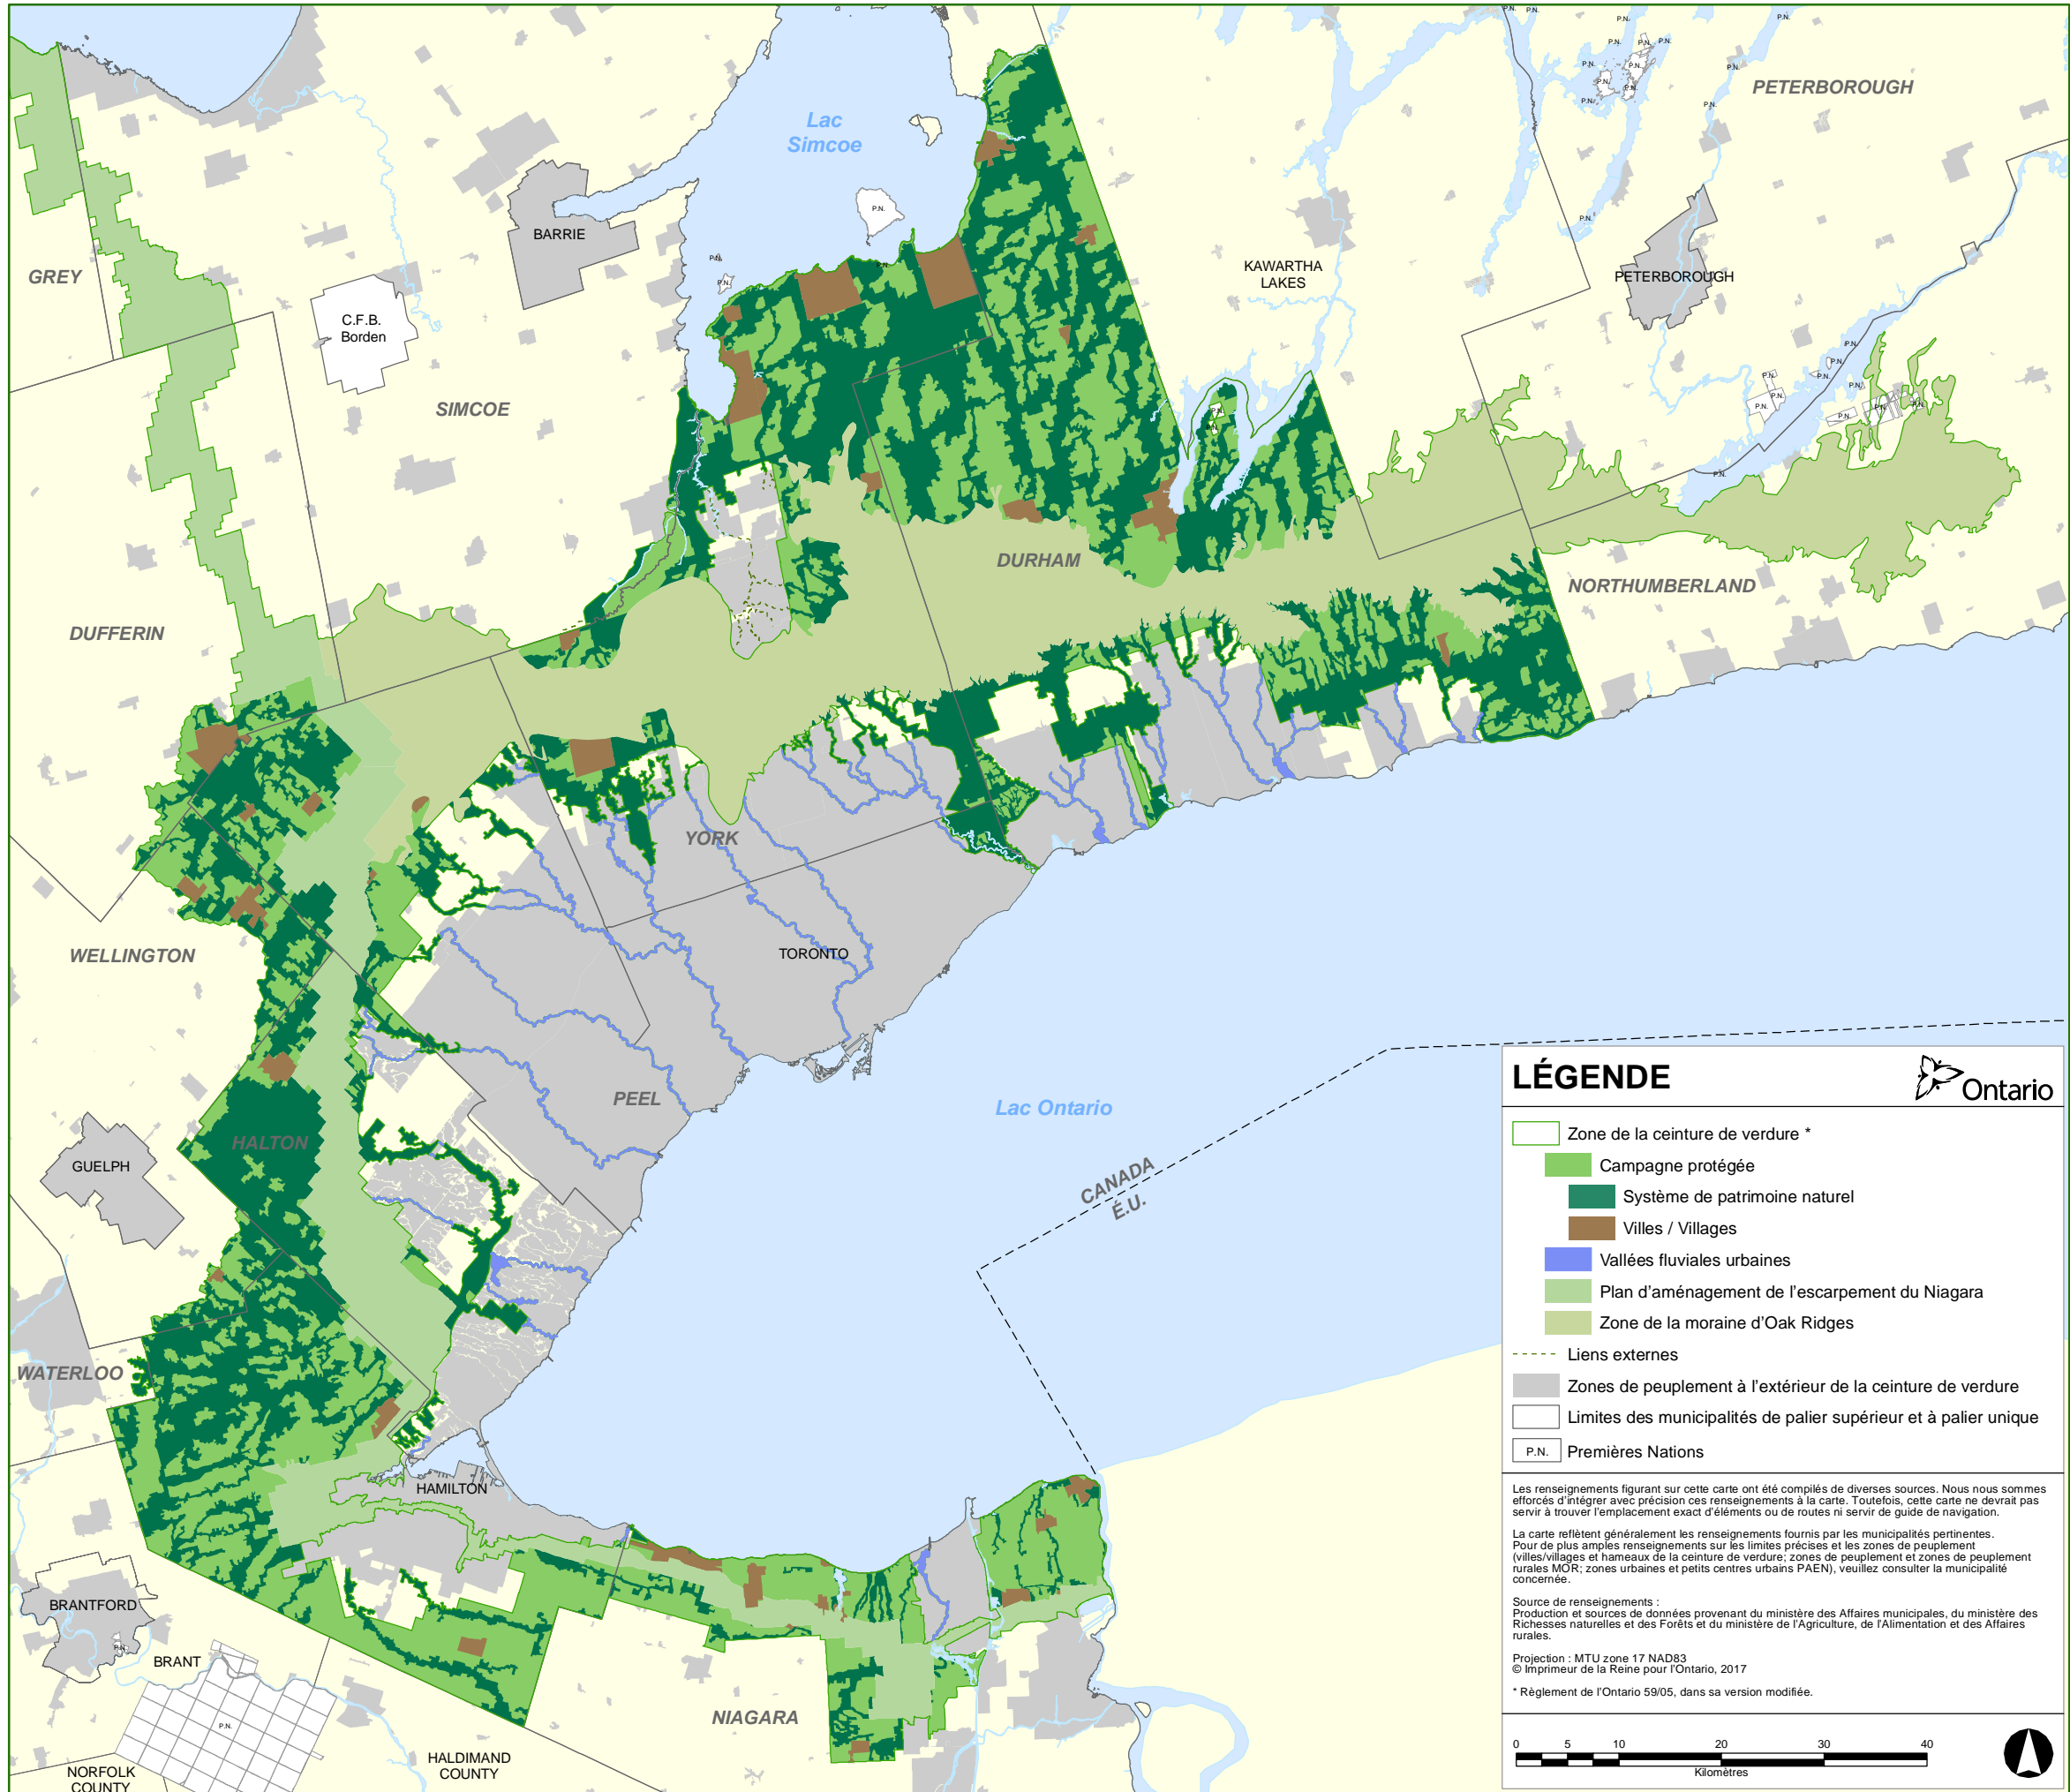 PETERBOROUGH
Lac
Simcoe
P.N.
BARRIE
GREY
C.F.B.
Borden
KAWARTHA
LAKES
PETERBOROUGH
SIMCOE
DURHAM
NORTHUMBERLAND
DUFFERIN
YORK
TORONTO
WELLINGTON
PEEL
Lac Ontario
HALTON
GUELPH
CANADA
É.U.
WATERLOO
HAMILTON
BRANTFORD
P.N.
BRANT
P.N.
NIAGARA
HALDIMAND
COUNTY
NORFOLK
COUNTY
LÉGENDE
Ontario
Zone de la ceinture de verdure *
Campagne protégée
Système de patrimoine naturel
Villes / Villages
Vallées fluviales urbaines
Plan d'aménagement de l'escarpement du Niagara
Zone de la moraine d'Oak Ridges
Liens externes
Zones de peuplement à l'extérieur de la ceinture de verdure
Limites des municipalités de palier supérieur et à palier unique
P.N. Premières Nations
Les renseignements figurant sur cette carte ont été compilés de diverses sources. Nous nous sommes
efforcés d'intégrer avec précision ces renseignements à la carte. Toutefois, cette carte ne devrait pas
servir à trouver l'emplacement exact d'éléments ou de routes ni servir de guide de navigation.
La carte reflètent généralement les renseignements fournis par les municipalités pertinentes.
Pour de plus amples renseignements sur les limites précises et les zones de peuplement
(villes/villages et hameaux de la ceinture de verdure; zones de peuplement et zones de peuplement
rurales MOR; zones urbaines et petits centres urbains PAEN), veuillez consulter la municipalité
concernée.
Source de renseignements :
Production et sources de données provenant du ministère des Affaires municipales, du ministère des
Richesses naturelles et des Forêts et du ministère de l'Agriculture, de l'Alimentation et des Affaires
rurales.
Projection : MTU zone 17 NAD83
© Imprimeur de la Reine pour l'Ontario, 2017
* Règlement de l'Ontario 59/05, dans sa version modifiée.
0 5 10 20 30 40
Kilomètres